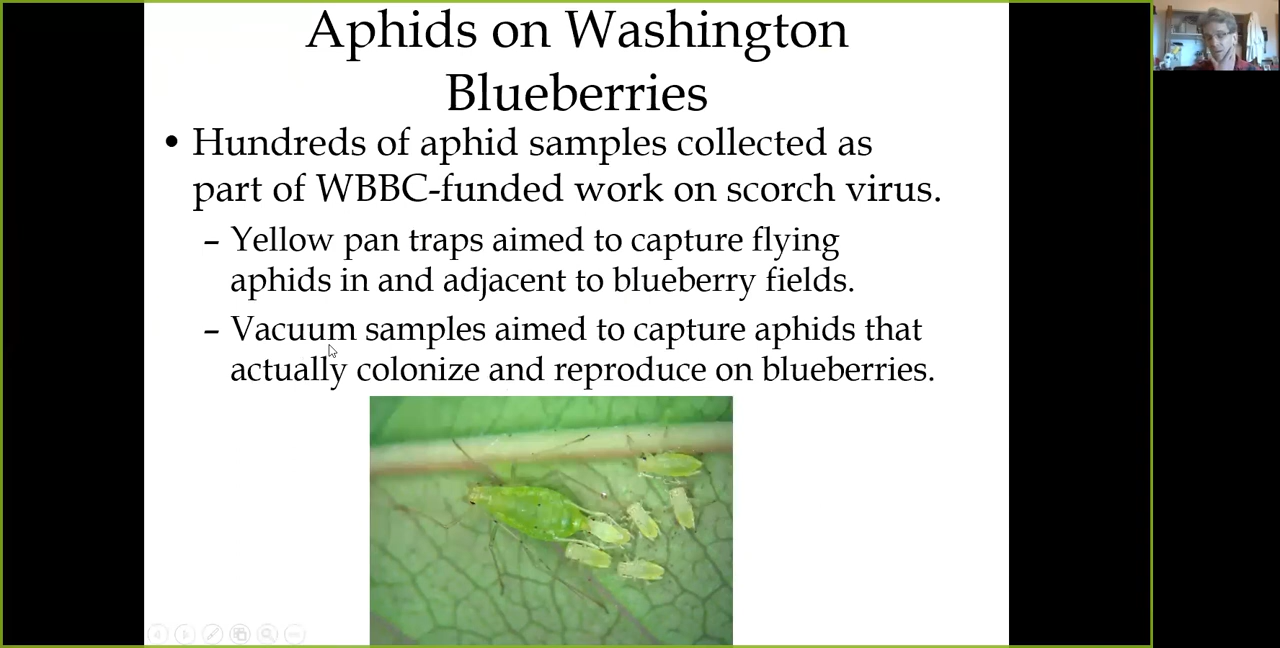 Aphids on Washington
Blueberries
• Hundreds of aphid samples collected as
part of WBBC-funded work on scorch virus.
– Yellow pan traps aimed to capture flying
aphids in and adjacent to blueberry fields.
– Vacuum samples aimed to capture aphids that
actually colonize and reproduce on blueberries.